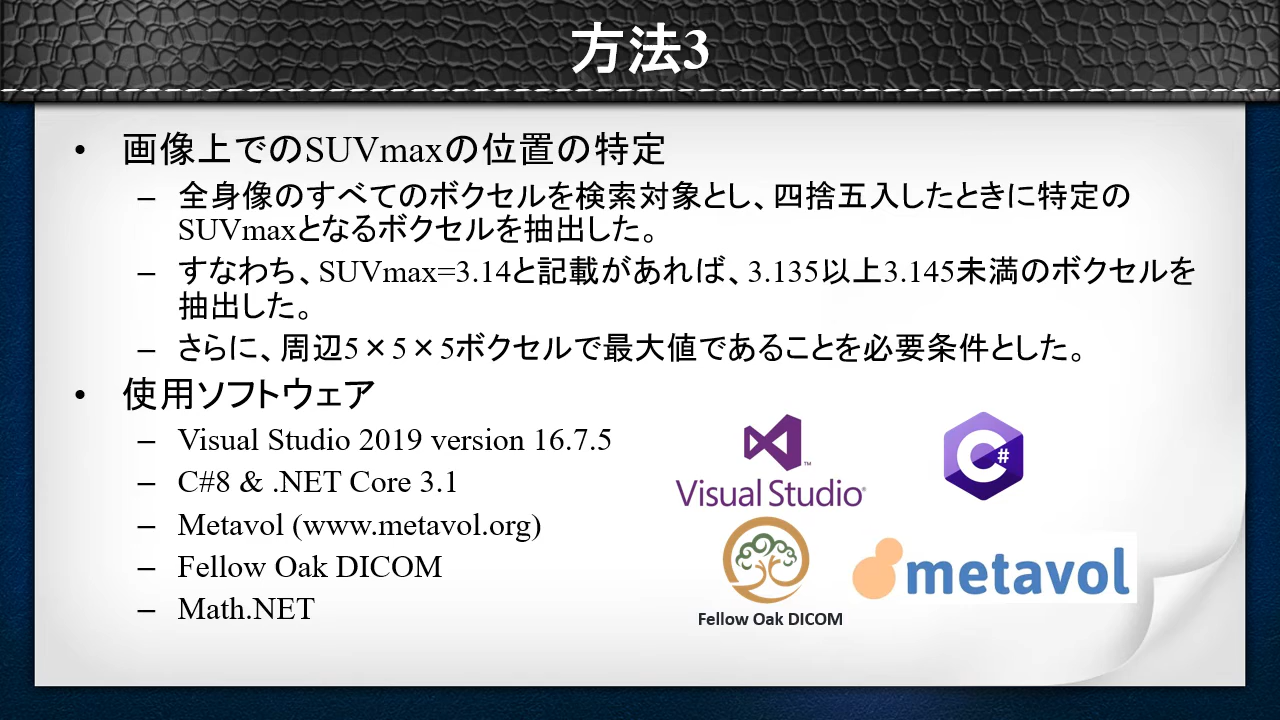 方法3
• 画像上でのSUVmaxの位置の特定
– 全身像のすべてのボクセルを検索対象とし、四捨五入したときに特定の
SUVmaxとなるボクセルを抽出した。
– すなわち、SUVmax=3.14と記載があれば、3.135以上3.145未満のボクセルを
抽出した。
– さらに、周辺5×5×5ボクセルで最大値であることを必要条件とした。
• 使用ソフトウェア
– Visual Studio 2019 version 16.7.5
– C#8 & .NET Core 3.1
– Metavol (www.metavol.org)
– Fellow Oak DICOM
– Math.NET
™
Visual Studio®
C#
Fellow Oak DICOM
metavol